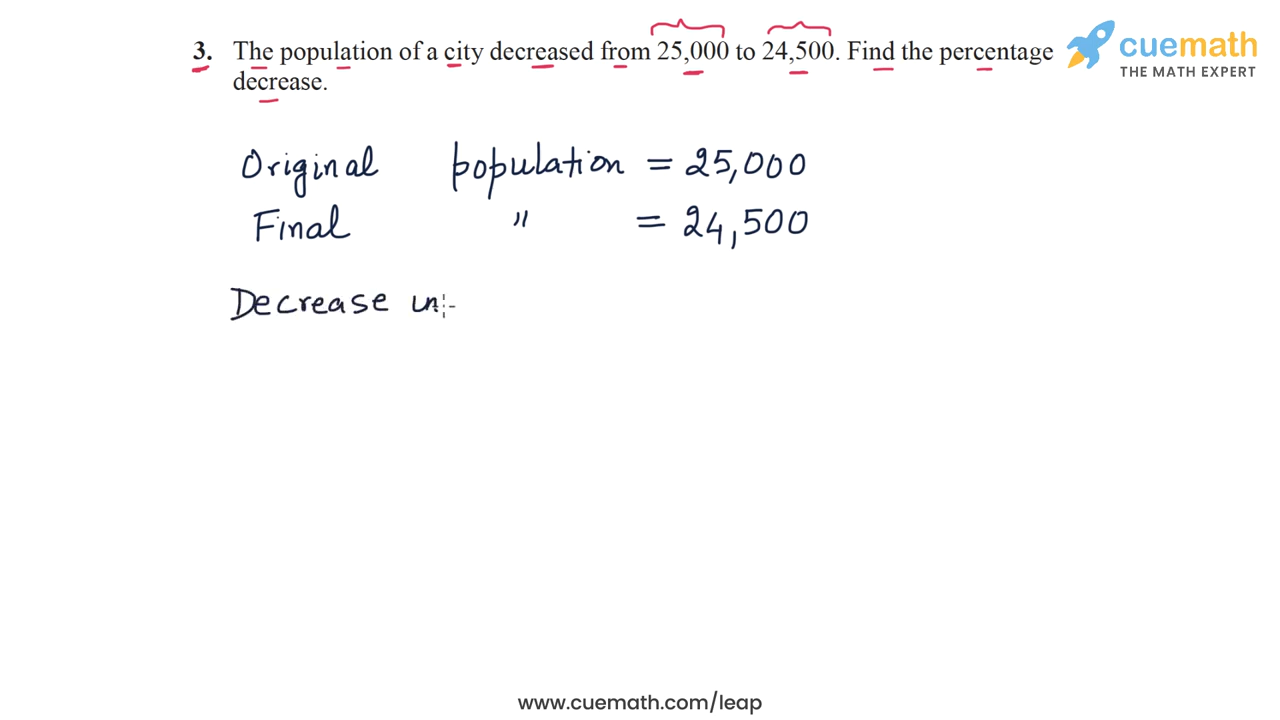 3. The population of a city decreased from 25,000 to 24,500. Find the percentage
decrease.
cuemath
THE MATH EXPERT
Original population = 25,000
Final " = 24,500
Decrease in
www.cuemath.com/leap